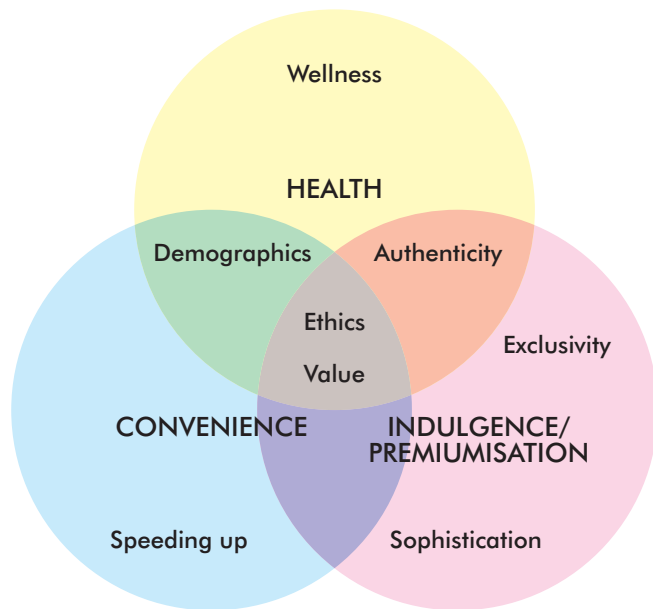 Wellness
HEALTH
Demographics
Authenticity
Ethics
Exclusivity
Value
CONVENIENCE
INDULGENCE/
PREMIUMISATION
Speeding up
Sophistication